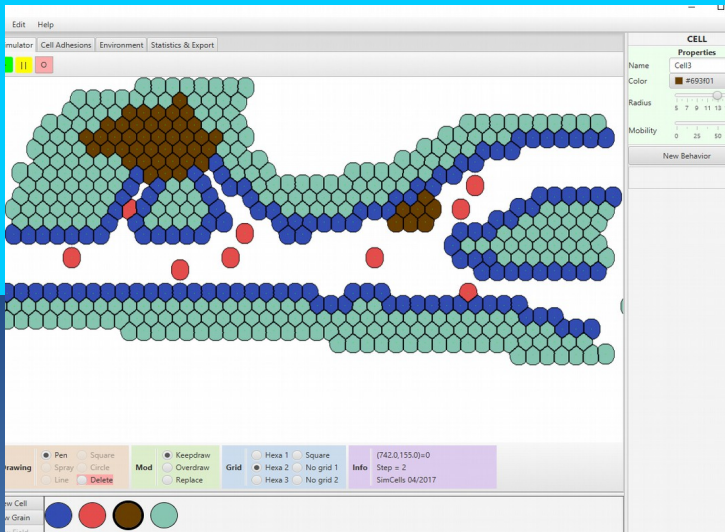 Edit Help
CELL
mulator Cell Adhesions Environment Statistics & Export
Properties
Name Cell3
Color #693f01
Radius
5 7 9 11 13
Mobility
0 25 50
New Behavior
Pen Square Keepdraw Hexa 1 Square (742.0,155.0)=0
rawing Spray Circle Mod Overdraw Grid Hexa 2 No grid 1 Info Step = 2
Line Delete Replace Hexa 3 No grid 2 SimCells 04/2017
ew Cell
w Grain